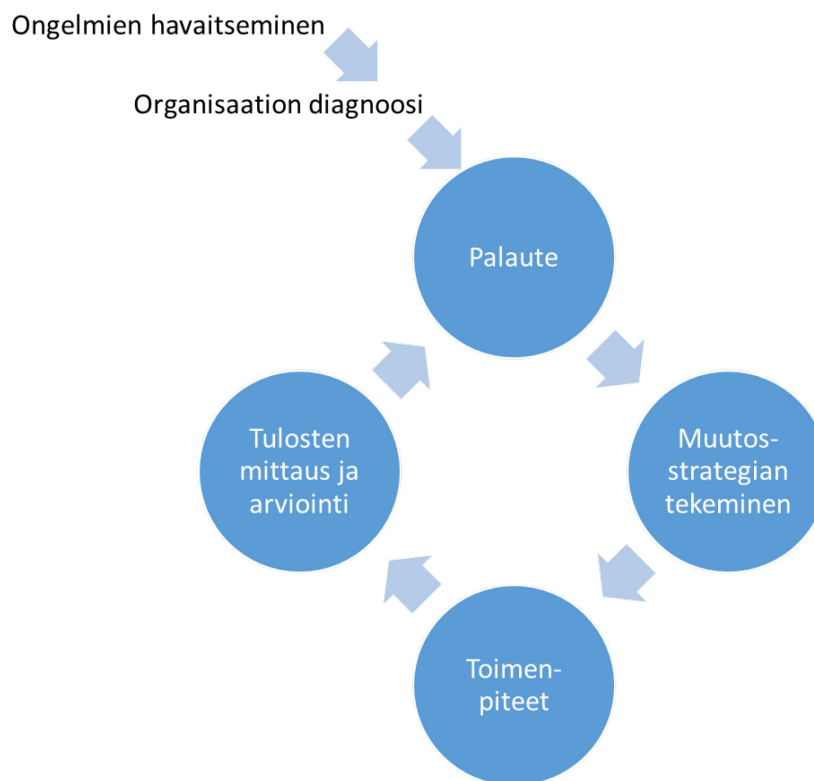 Ongelmien havaitseminen
Organisaation diagnoosi
Palaute
Muutos-
strategian
tekeminen
Toimen-
piteet
Tulosten
mittaus ja
arviointi